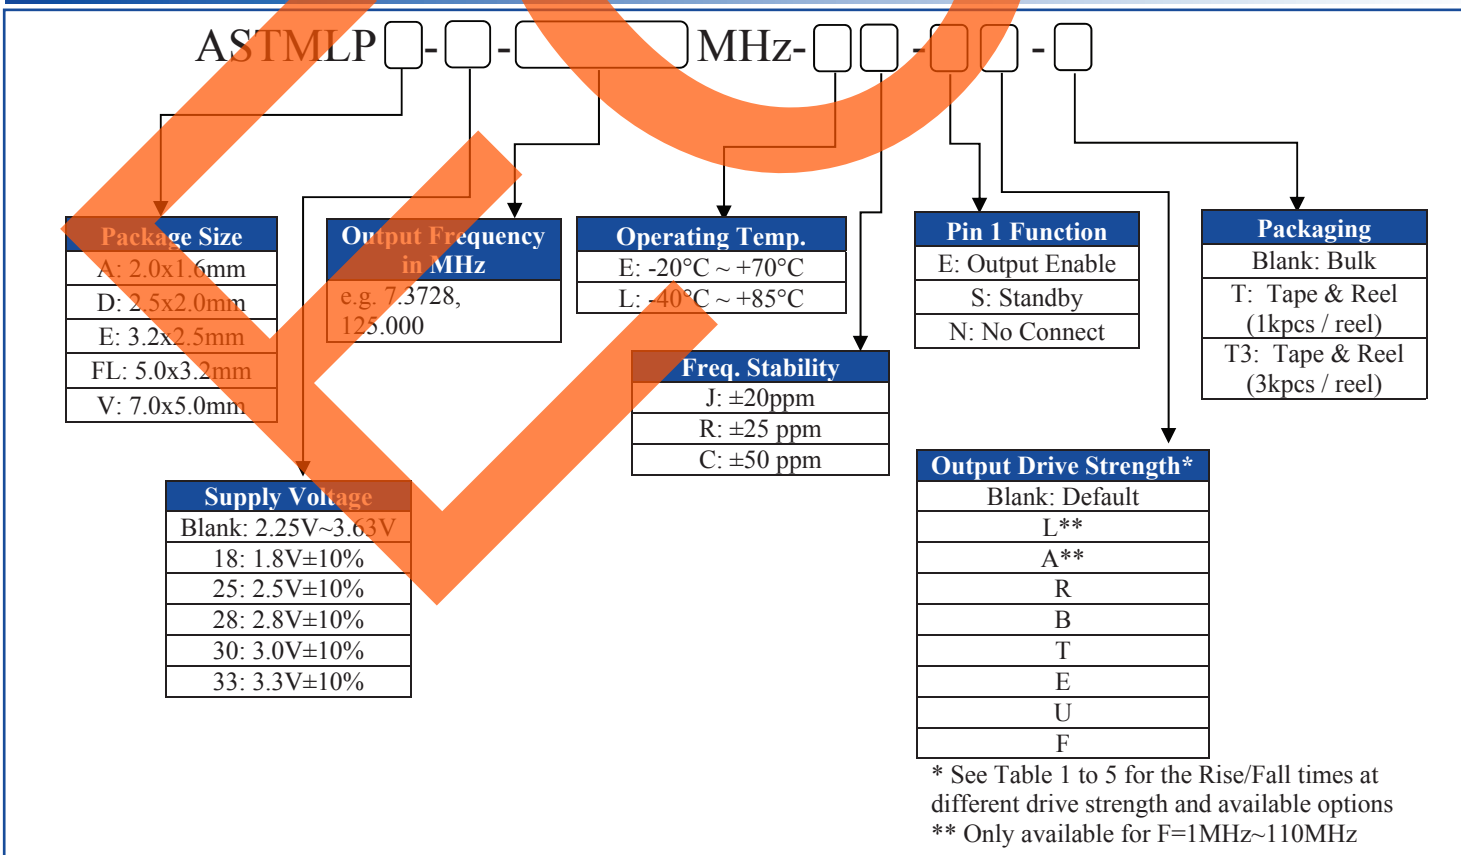 ASTMLP - - MHz- - -
Package Size
A: 2.0x1.6mm
D: 2.5x2.0mm
E: 3.2x2.5mm
FL: 5.0x3.2mm
V: 7.0x5.0mm
Output Frequency
in MHz
e.g. 7.3728,
125.000
Operating Temp.
E: -20°C ~ +70°C
L: -40°C ~ +85°C
Pin 1 Function
E: Output Enable
S: Standby
N: No Connect
Packaging
Blank: Bulk
T: Tape & Reel
(1kpcs / reel)
T3: Tape & Reel
(3kpcs / reel)
Freq. Stability
J: ±20ppm
R: ±25 ppm
C: ±50 ppm
Supply Voltage
Blank: 2.25V~3.63V
18: 1.8V±10%
25: 2.5V±10%
28: 2.8V±10%
30: 3.0V±10%
33: 3.3V±10%
Output Drive Strength*
Blank: Default
L**
A**
R
B
T
E
U
F
* See Table 1 to 5 for the Rise/Fall times at
different drive strength and available options
** Only available for F=1MHz~110MHz